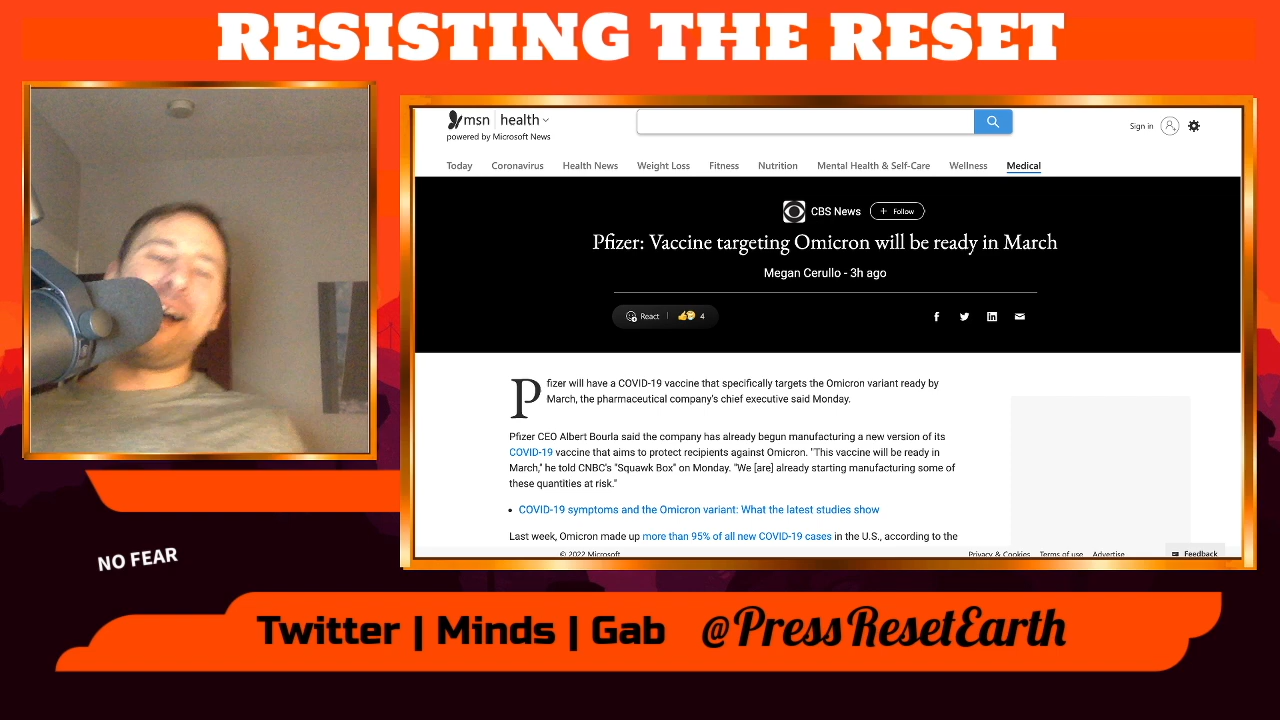 RESISTING THE RESET
msn health
powered by Microsoft News
Sign in
Today Coronavirus Health News Weight Loss Fitness Nutrition Mental Health & Self-Care Wellness Medical
CBS News + Follow
Pfizer: Vaccine targeting Omicron will be ready in March
Megan Cerullo - 3h ago
React 4
Pfizer will have a COVID-19 vaccine that specifically targets the Omicron variant ready by
March, the pharmaceutical company's chief executive said Monday.
Pfizer CEO Albert Bourla said the company has already begun manufacturing a new version of its
COVID-19 vaccine that aims to protect recipients against Omicron. "This vaccine will be ready in
March," he told CNBC's "Squawk Box" on Monday. "We [are] already starting manufacturing some of
these quantities at risk."
• COVID-19 symptoms and the Omicron variant: What the latest studies show
Last week, Omicron made up more than 95% of all new COVID-19 cases in the U.S., according to the
© 2022 Microsoft Privacy & Cookies Terms of use Advertise Feedback
NO FEAR
Twitter | Minds | Gab @PressResetEarth